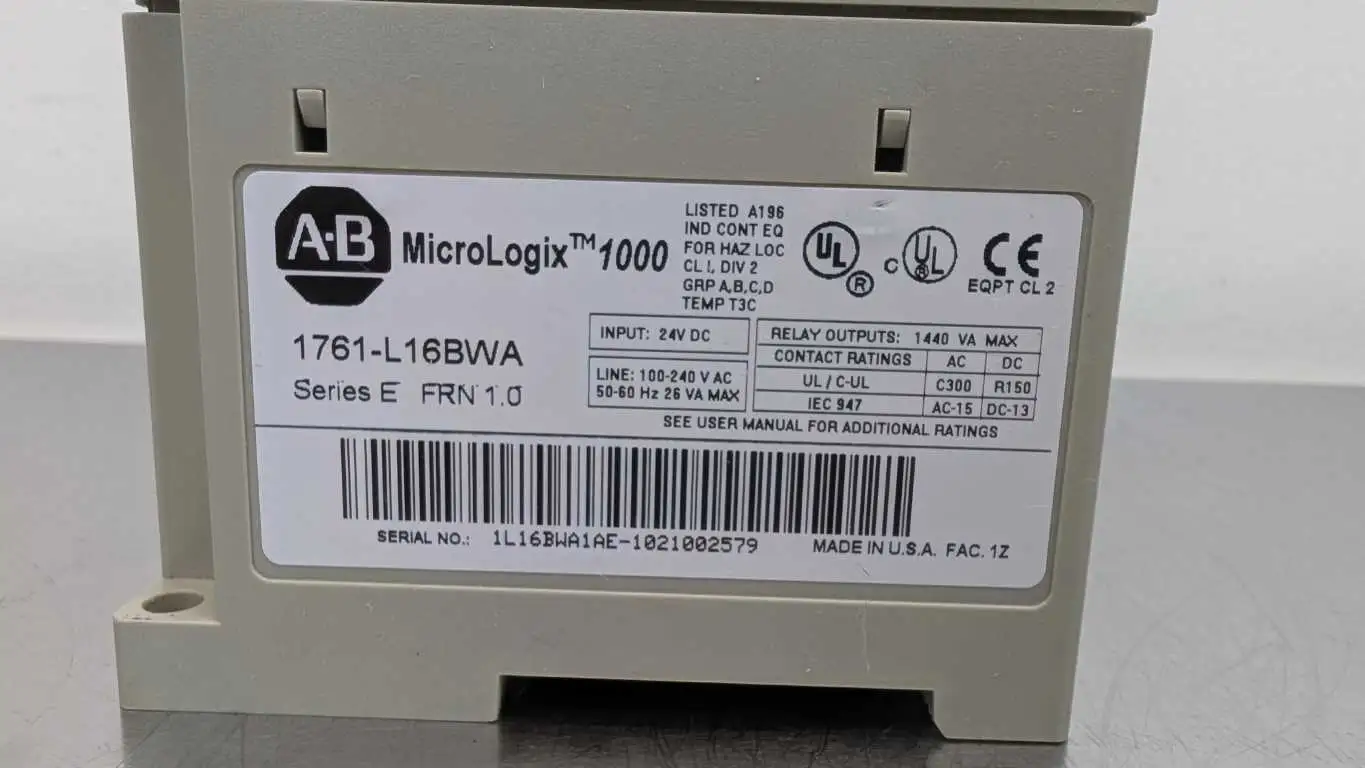 A·B
MicroLogix™ 1000
LISTED A196
IND CONT EQ
FOR HAZ LOC
CL I, DIV 2
GRP A,B,C,D
TEMP T3C
UL
®
C UL
®
CE
EQPT CL 2
1761-L16BWA
Series E FRN 1.0
INPUT: 24V DC
LINE: 100-240 V AC
50-60 Hz 26 VA MAX
RELAY OUTPUTS: 1440 VA MAX
CONTACT RATINGS AC DC
UL / C-UL C300 R150
IEC 947 AC-15 DC-13
SEE USER MANUAL FOR ADDITIONAL RATINGS
SERIAL NO.: 1L16BWA1AE-1021002579
MADE IN U.S.A. FAC. 1Z